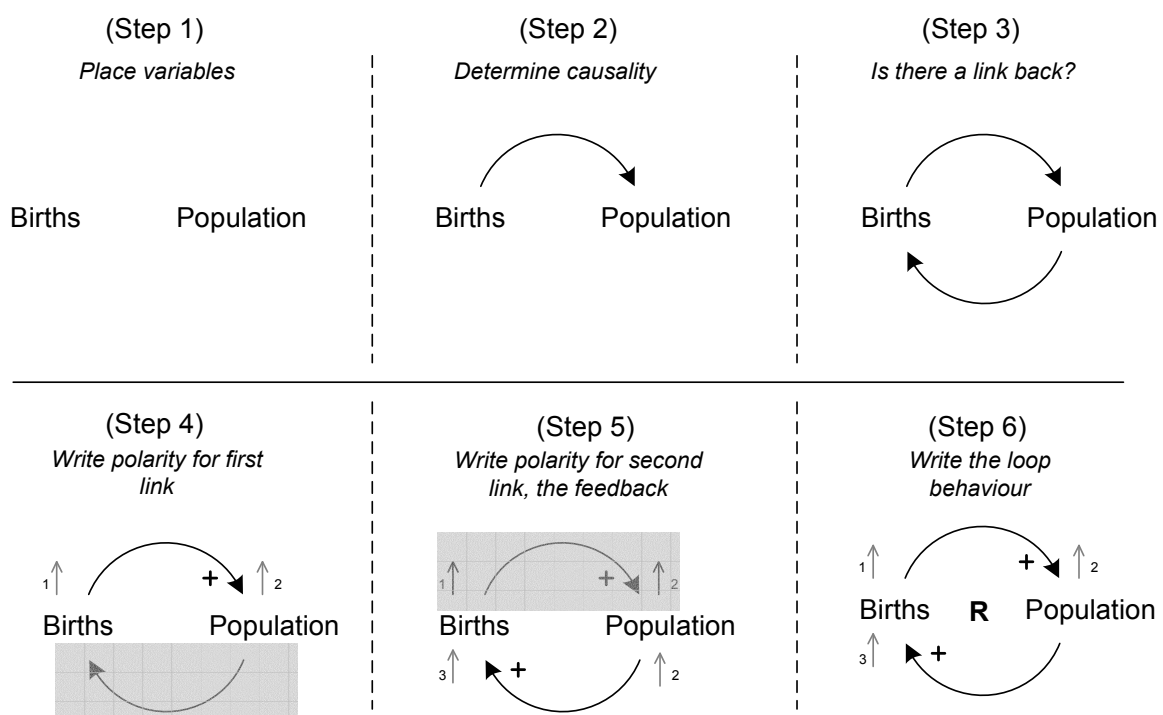 (Step 1)
Place variables
Births
Population
(Step 2)
Determine causality
Births
Population
(Step 3)
Is there a link back?
Births
Population
(Step 4)
Write polarity for first
link
1
+
2
Births
Population
(Step 5)
Write polarity for second
link, the feedback
1
+
2
Births
Population
3
+
2
(Step 6)
Write the loop
behaviour
1
+
2
Births
R
Population
3
+